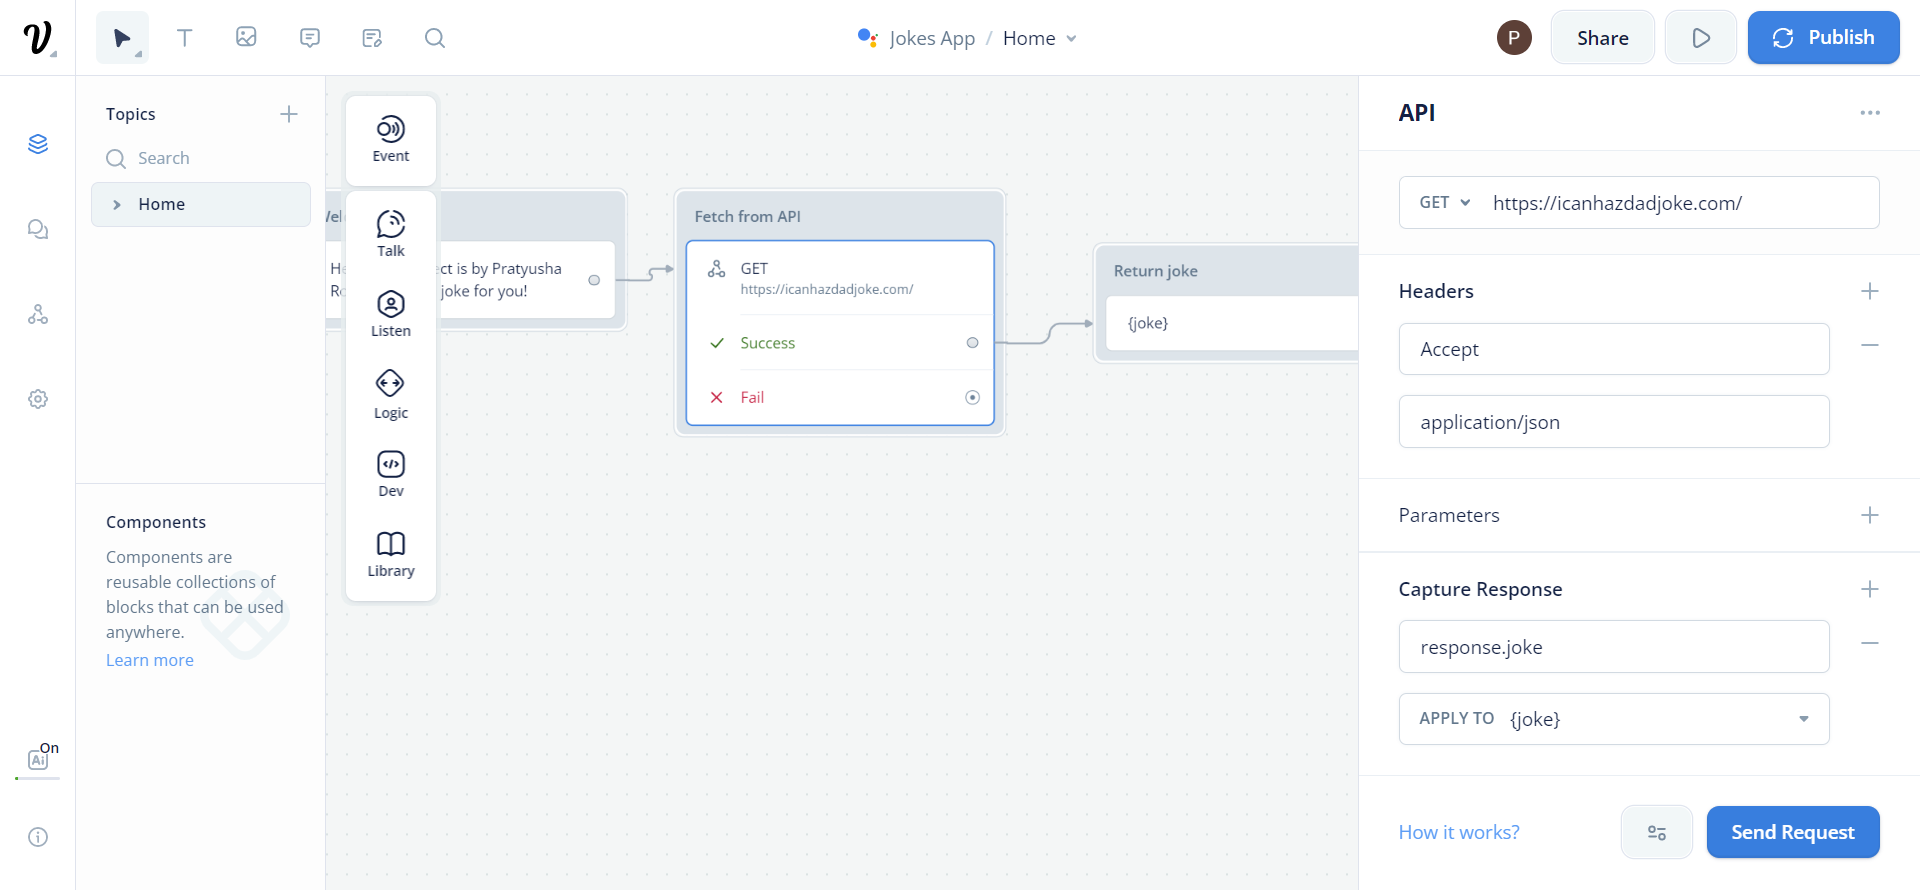 Jokes App / Home
P
Share
Publish
Topics
Search
Home
Components
Components are
reusable collections of
blocks that can be used
anywhere.
Learn more
On
Ai
Event
Talk
Listen
Logic
Dev
Library
ct is by Pratyusha
joke for you!
Fetch from API
GET
https://icanhazdadjoke.com/
Success
Fail
Return joke
{joke}
API
GET https://icanhazdadjoke.com/
Headers
Accept
application/json
Parameters
Capture Response
response.joke
APPLY TO {joke}
How it works?
Send Request